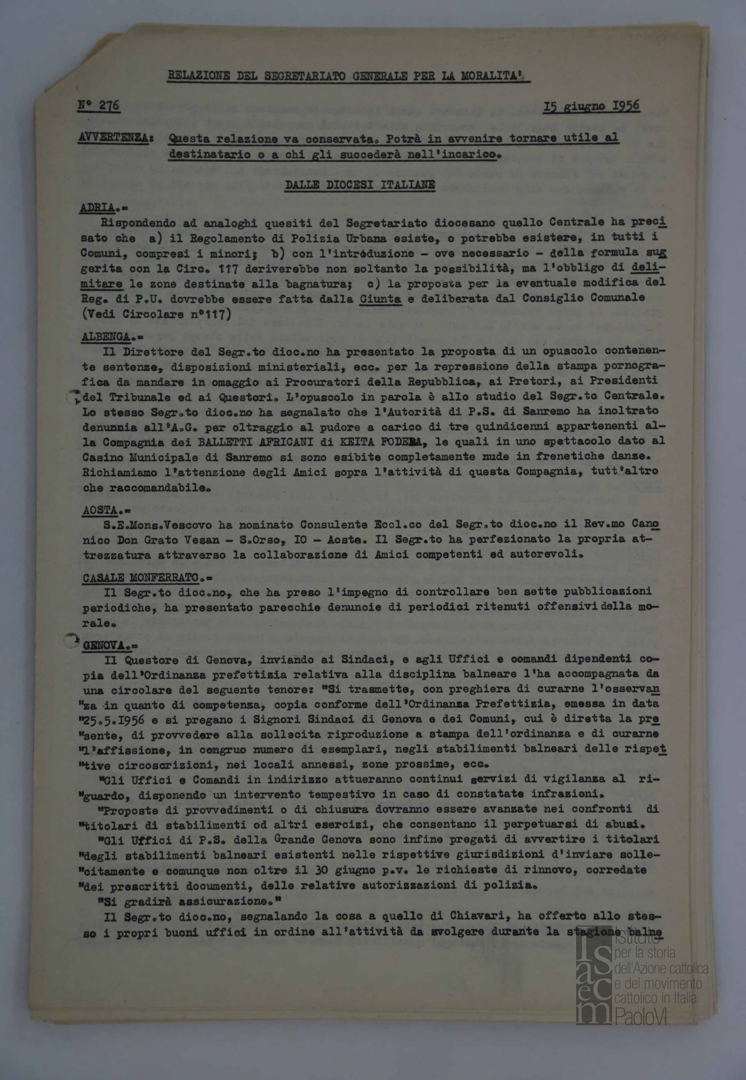 RELAZIONE DEL SEGRETARIATO GENERALE PER LA MORALITA'
N° 276 15 giugno 1956
AVVERTENZA: Questa relazione va conservata. Potrà in avvenire tornare utile al
destinatario o a chi gli succederà nell'incarico.
DALLE DIOCESI ITALIANE
ADRIA.=
Rispondendo ad analoghi quesiti del Segretariato diocesano quello Centrale ha preci
sato che a) il Regolamento di Polizia Urbana esiste, o potrebbe esistere, in tutti i
Comuni, compresi i minori; b) con l'intrèduzione - ove necessario - della formula sug
gerita con la Circ. 117 deriverebbe non soltanto la possibilità, ma l'obbligo di deli-
mitare le zone destinate alla bagnatura; c) la proposta per la eventuale modifica del
Reg. di P.U. dovrebbe essere fatta dalla Giunta e deliberata dal Consiglio Comunale
(Vedi Circolare n°117)
ALBENGA.=
Il Direttore del Segr.to dioc.no ha presentato la proposta di un opuscolo contenen-
te sentenze, disposizioni ministeriali, ecc. per la repressione della stampa pornogra-
fica da mandare in omaggio ai Procuratori della Repubblica, ai Pretori, ai Presidenti
del Tribunale ed ai Questori. L'opuscolo in parola è allo studio del Segr.to Centrale.
Lo stesso Segr.to dioc.no ha segnalato che l'Autorità di P.S. di Sanremo ha inoltrato
denunnia all'A.G. per oltraggio al pudore a carico di tre quindicenni appartenenti al-
la Compagnia dei BALLETTI AFRICANI di KEITA FODEBA, le quali in uno spettacolo dato al
Casino Municipale di Sanremo si sono esibite completamente nude in frenetiche danze.
Richiamiamo l'attenzione degli Amici sopra l'attività di questa Compagnia, tutt'altro
che raccomandabile.
AOSTA.=
S.E.Mons.Vescovo ha nominato Consulente Eccl.co del Segr.to dioc.no il Rev.mo Cano
nico Don Grato Vesan - S.Orso, IO - Aosta. Il Segr.to ha perfezionato la propria at-
trezzatura attraverso la collaborazione di Amici competenti ed autorevoli.
CASALE MONFERRATO.=
Il Segr.to dioc.no, che ha preso l'impegno di controllare ben sette pubblicazioni
periodiche, ha presentato parecchie denuncie di periodici ritenuti offensivi della mo-
rale.
GENOVA.=
Il Questore di Genova, inviando ai Sindaci, e agli Uffici e comandi dipendenti co-
pia dell'Ordinanza prefettizia relativa alla disciplina balneare l'ha accompagnata da
una circolare del seguente tenore: "Si trasmette, con preghiera di curarne l'osservan
"za in quanto di competenza, copia conforme dell'Ordinanza Prefettizia, emessa in data
"25.5.1956 e si pregano i Signori Sindaci di Genova e dei Comuni, cui è diretta la pre
"sente, di provvedere alla sollecita riproduzione a stampa dell'ordinanza e di curarne
"l'affissione, in congruo numero di esemplari, negli stabilimenti balneari delle rispet
"tive circoscrizioni, nei locali annessi, zone prossime, ecc.
"Gli Uffici e Comandi in indirizzo attueranno continui servizi di vigilanza al ri-
"guardo, disponendo un intervento tempestivo in caso di constatate infrazioni.
"Proposte di provvedimenti o di chiusura dovranno essere avanzate nei confronti di
"titolari di stabilimenti od altri esercizi, che consentano il perpetuarsi di abusi.
"Gli Uffici di P.S. della Grande Genova sono infine pregati di avvertire i titolari
"degli stabilimenti balneari esistenti nelle rispettive giurisdizioni d'inviare solle-
"citamente e comunque non oltre il 30 giugno p.v. le richieste di rinnovo, corredate
"dei prescritti documenti, delle relative autorizzazioni di polizia.
"Si gradirà assicurazione."
Il Segr.to dioc.no, segnalando la cosa a quello di Chiavari, ha offerto allo stes-
so i propri buoni uffici in ordine all'attività da svolgere durante la stagione balne
isacem
Istituto
per la storia
dell'Azione cattolica
e del movimento
cattolico in Italia
PaoloVI